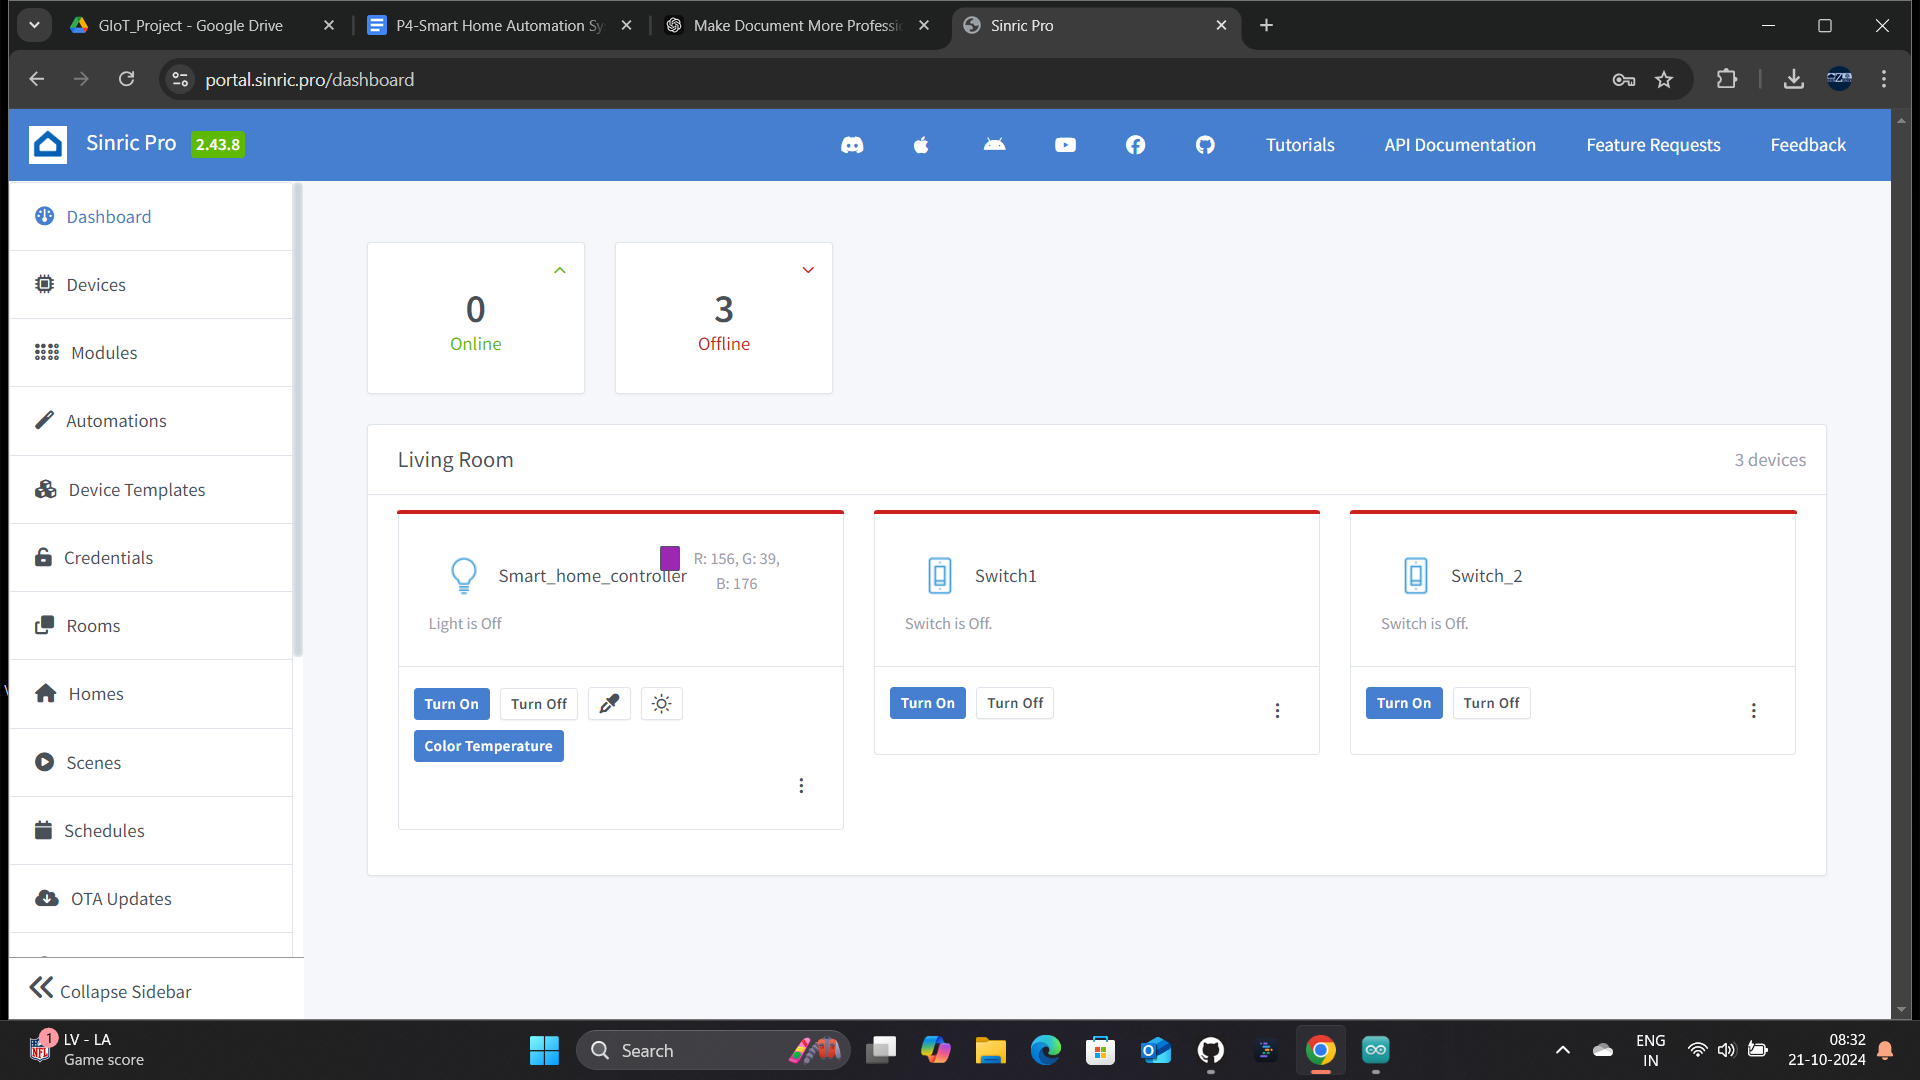 GIoT_Project - Google Drive
P4-Smart Home Automation Sy
Make Document More Professi
Sinric Pro
portal.sinric.pro/dashboard
Sinric Pro 2.43.8
Tutorials
API Documentation
Feature Requests
Feedback
Dashboard
Devices
Modules
Automations
Device Templates
Credentials
Rooms
Homes
Scenes
Schedules
OTA Updates
Collapse Sidebar
0
Online
3
Offline
Living Room
3 devices
Smart_home_controller
R: 156, G: 39,
B: 176
Light is Off
Turn On
Turn Off
Color Temperature
Switch1
Switch is Off.
Turn On
Turn Off
Switch_2
Switch is Off.
Turn On
Turn Off
1
NFL
LV - LA
Game score
Search
ENG
IN
08:32
21-10-2024